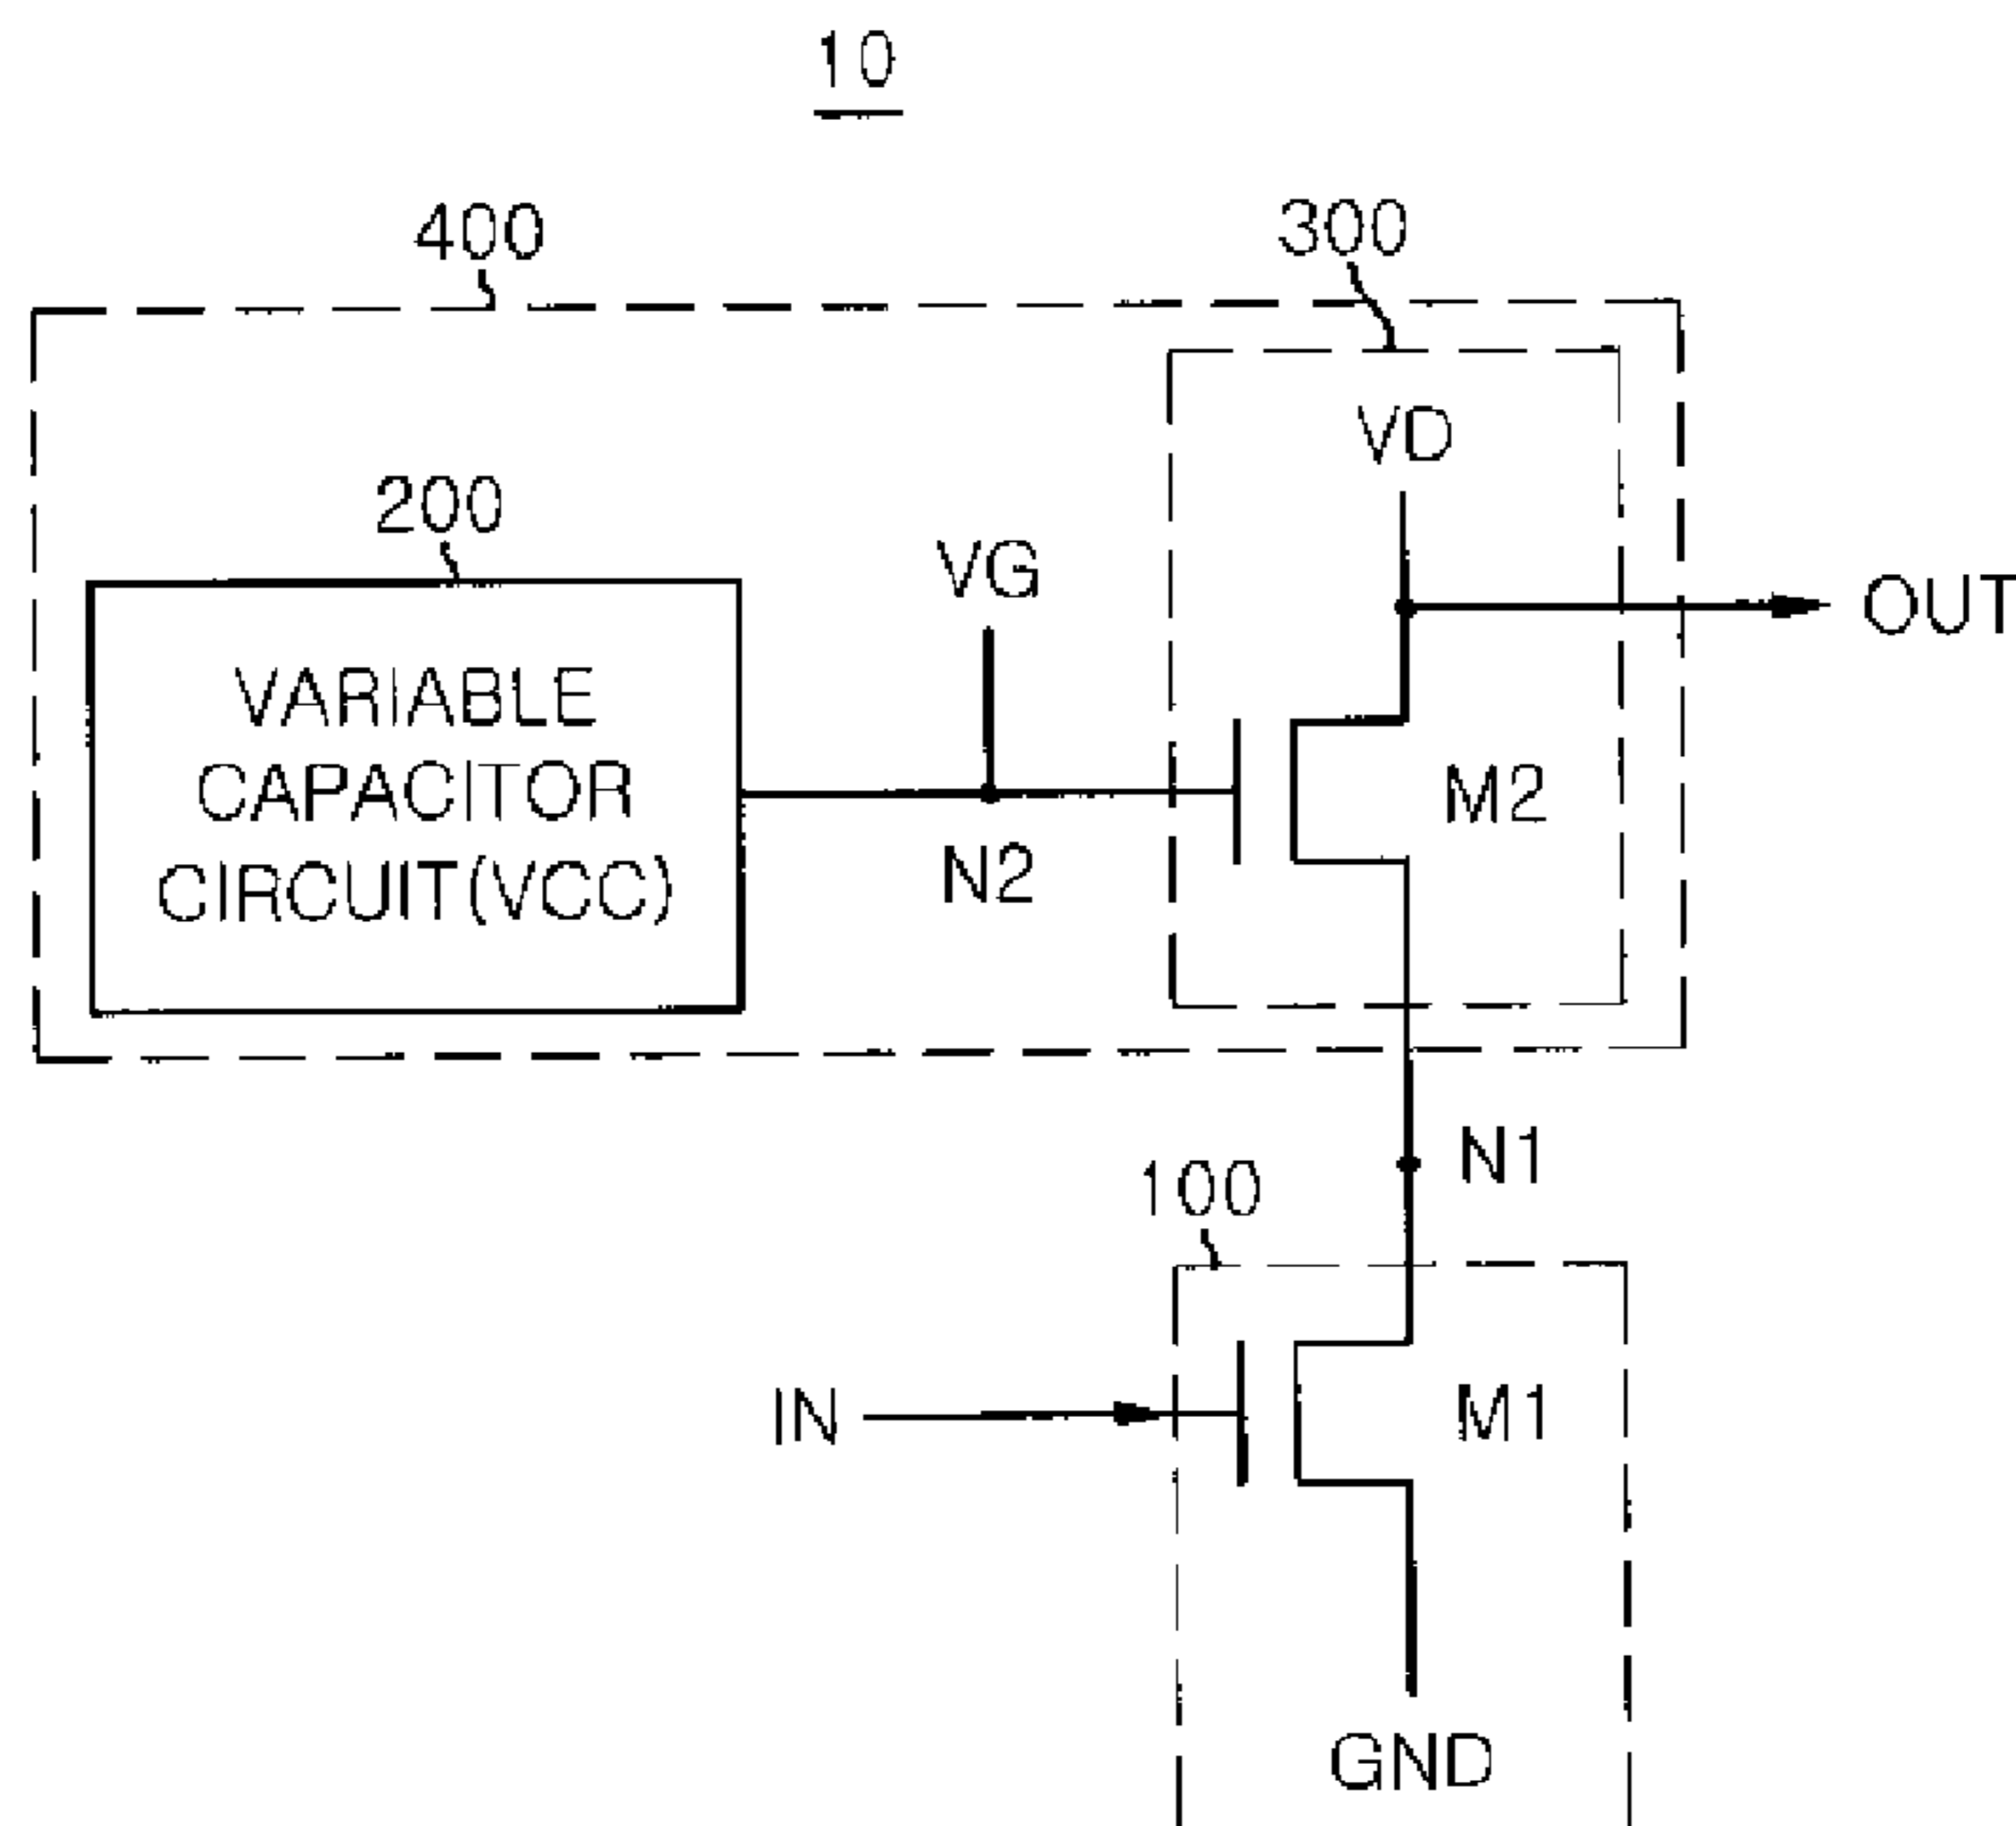 10
400
300
VD
200
VG
OUT
VARIABLE
CAPACITOR
CIRCUIT(VCC)
M2
N2
N1
100
IN
M1
GND